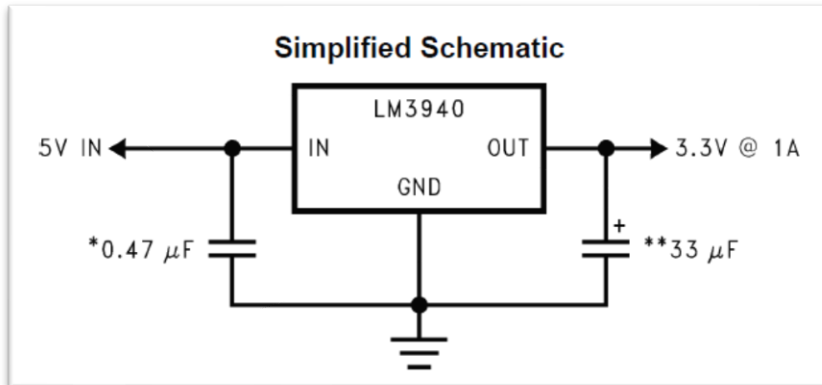 Simplified Schematic
LM3940
5V IN
IN
OUT
3.3V @ 1A
GND
*0.47 μF
+
**33 μF